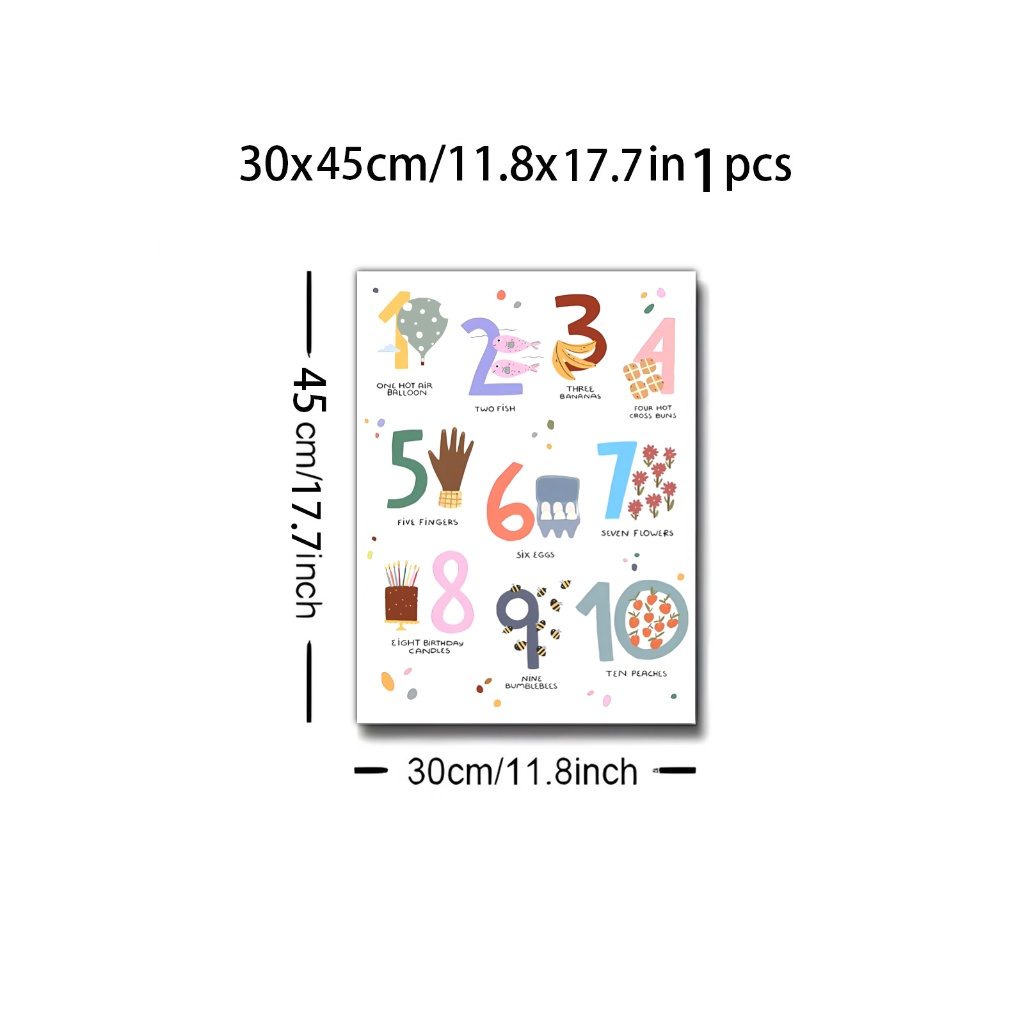 30x45cm/11.8x17.7in 1 pcs
45 cm/17.7inch
1
ONE HOT AIR
BALLOON
2
TWO FISH
3
THREE
BANANAS
4
FOUR HOT
CROSS BUNS
5
FIVE FINGERS
6
SIX EGGS
7
SEVEN FLOWERS
8
EIGHT BIRTHDAY
CANDLES
9
NINE
BUMBLEBEES
10
TEN PEACHES
30cm/11.8inch